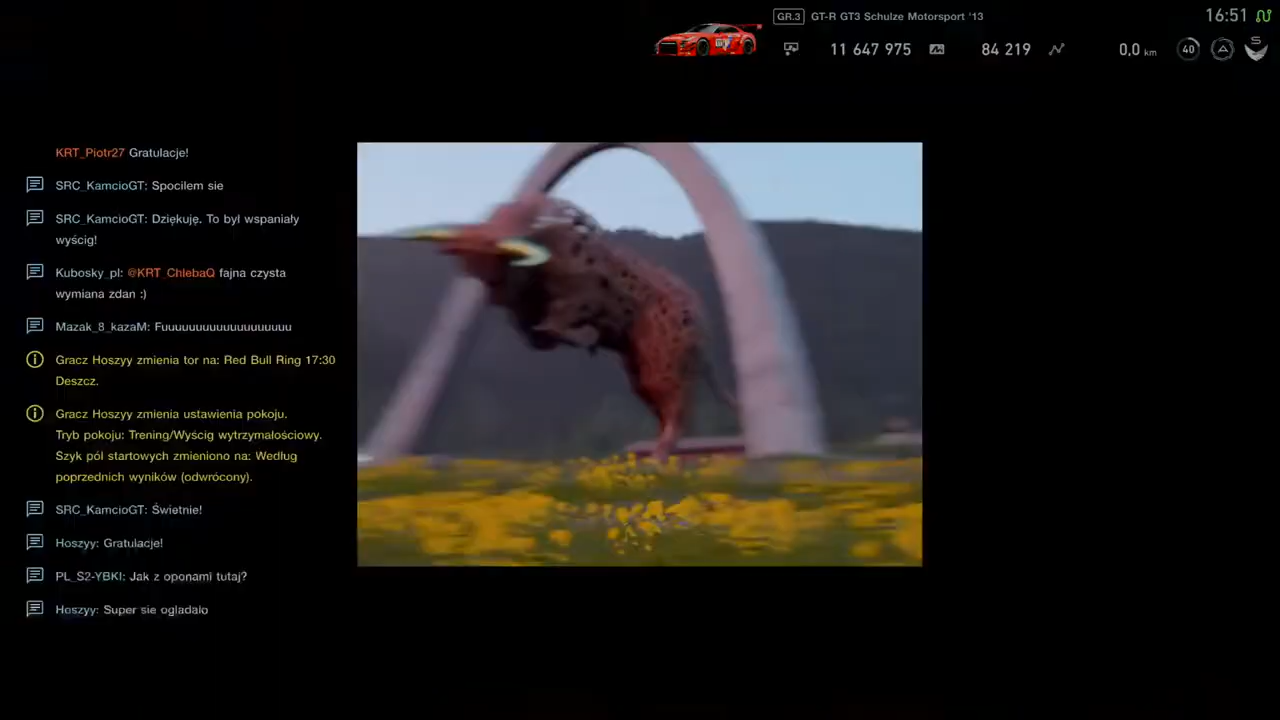 GR.3 GT-R GT3 Schulze Motorsport '13
16:51
11 647 975 84 219 0,0 km 40 S
KRT_Piotr27 Gratulacje!
SRC_KamcioGT: Spocilem sie
SRC_KamcioGT: Dziękuję. To był wspaniały
wyścig!
Kubosky_pl: @KRT_ChlebaQ fajna czysta
wymiana zdan :)
Mazak_8_kazaM: Fuuuuuuuuuuuuuuuuuuu
Gracz Hoszyy zmienia tor na: Red Bull Ring 17:30
Deszcz.
Gracz Hoszyy zmienia ustawienia pokoju.
Tryb pokoju: Trening/Wyścig wytrzymałościowy.
Szyk pól startowych zmieniono na: Według
poprzednich wyników (odwrócony).
SRC_KamcioGT: Świetnie!
Hoszyy: Gratulacje!
PL_S2-YBKI: Jak z oponami tutaj?
Hoszyy: Super sie ogladalo